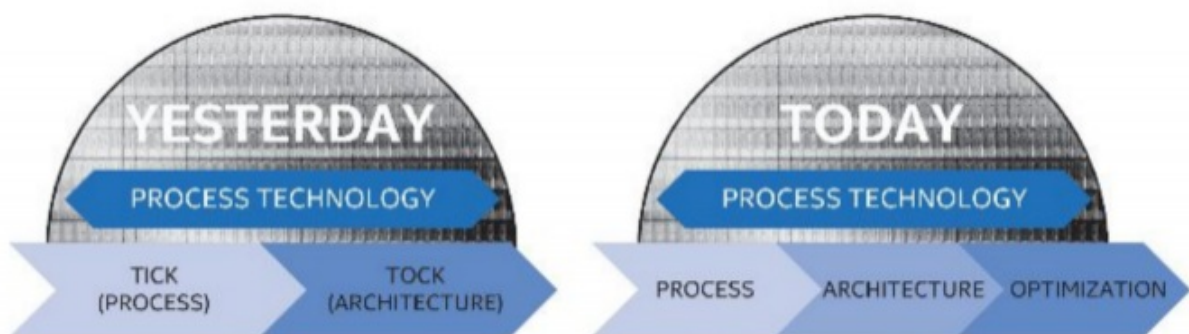 YESTERDAY
PROCESS TECHNOLOGY
TICK
(PROCESS)
TOCK
(ARCHITECTURE)
TODAY
PROCESS TECHNOLOGY
PROCESS
ARCHITECTURE
OPTIMIZATION